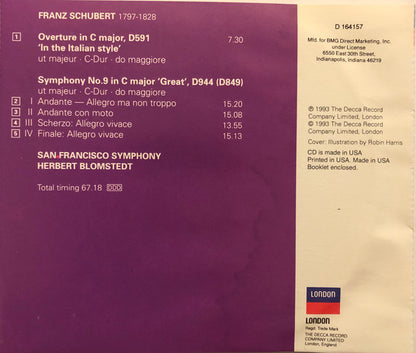 FRANZ SCHUBERT 1797-1828
1 Overture in C major, D591 7.30
'In the Italian style'
ut majeur · C-Dur · do maggiore
Symphony No.9 in C major 'Great', D944 (D849)
ut majeur · C-Dur · do maggiore
2 I Andante — Allegro ma non troppo 15.20
3 II Andante con moto 15.08
4 III Scherzo: Allegro vivace 13.55
5 IV Finale: Allegro vivace 15.13
SAN FRANCISCO SYMPHONY
HERBERT BLOMSTEDT
Total timing 67.18 DDD
D 164157
Mfd. for BMG Direct Marketing, Inc.
under License
6550 East 30th Street,
Indianapolis, Indiana 46219
℗ 1993 The Decca Record
Company Limited, London
© 1993 The Decca Record
Company Limited, London
Cover: Illustration by Robin Harris
CD is made in USA
Printed in USA. Made in USA
Booklet enclosed.
LONDON
LONDON
Regd. Trade Mark
THE DECCA RECORD
COMPANY LIMITED
London, England